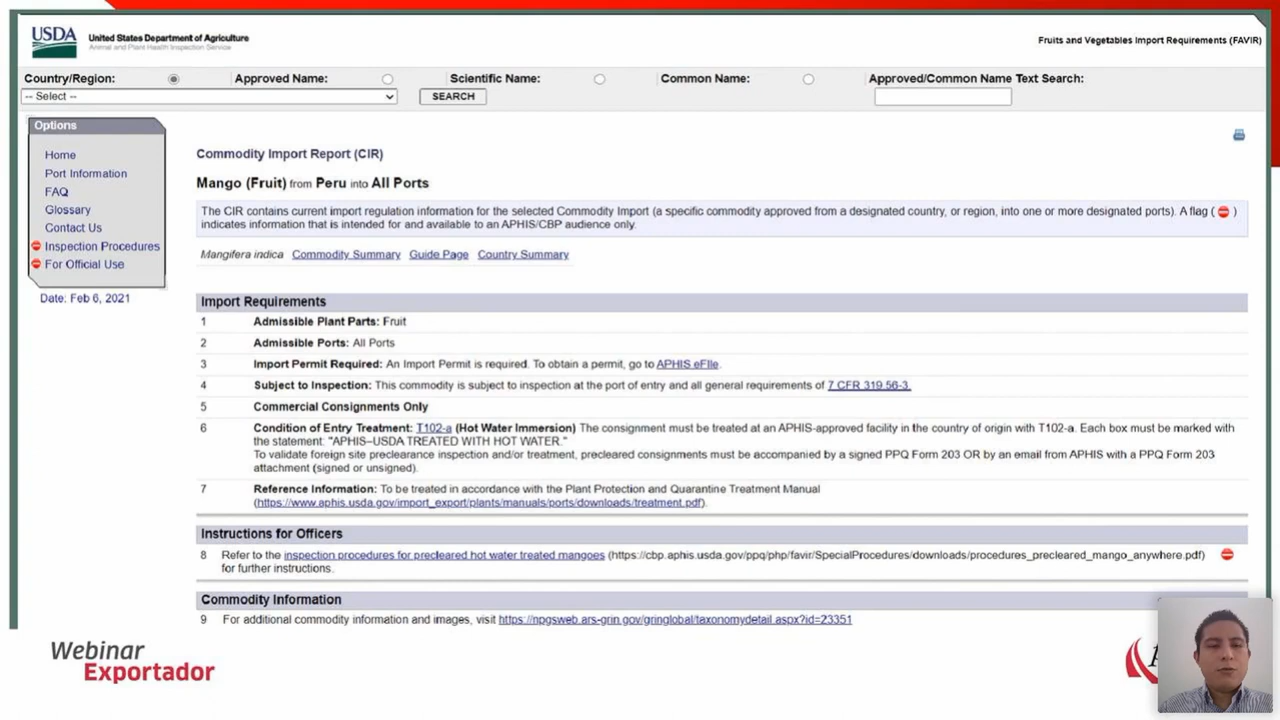 USDA
United States Department of Agriculture
Animal and Plant Health Inspection Service
Fruits and Vegetables Import Requirements (FAVIR)
Country/Region: Approved Name: Scientific Name: Common Name: Approved/Common Name Text Search:
-- Select -- SEARCH
Options
Home
Port Information
FAQ
Glossary
Contact Us
Inspection Procedures
For Official Use
Date: Feb 6, 2021
Commodity Import Report (CIR)
Mango (Fruit) from Peru into All Ports
The CIR contains current import regulation information for the selected Commodity Import (a specific commodity approved from a designated country, or region, into one or more designated ports). A flag ( )
indicates information that is intended for and available to an APHIS/CBP audience only.
Mangifera indica Commodity Summary Guide Page Country Summary
Import Requirements
1 Admissible Plant Parts: Fruit
2 Admissible Ports: All Ports
3 Import Permit Required: An Import Permit is required. To obtain a permit, go to APHIS eFile.
4 Subject to Inspection: This commodity is subject to inspection at the port of entry and all general requirements of 7 CFR 319.56-3.
5 Commercial Consignments Only
6 Condition of Entry Treatment: T102-a (Hot Water Immersion) The consignment must be treated at an APHIS-approved facility in the country of origin with T102-a. Each box must be marked with
the statement: "APHIS–USDA TREATED WITH HOT WATER."
To validate foreign site preclearance inspection and/or treatment, precleared consignments must be accompanied by a signed PPQ Form 203 OR by an email from APHIS with a PPQ Form 203
attachment (signed or unsigned).
7 Reference Information: To be treated in accordance with the Plant Protection and Quarantine Treatment Manual
(https://www.aphis.usda.gov/import_export/plants/manuals/ports/downloads/treatment.pdf).
Instructions for Officers
8 Refer to the inspection procedures for precleared hot water treated mangoes (https://cbp.aphis.usda.gov/ppq/php/favir/SpecialProcedures/downloads/procedures_precleared_mango_anywhere.pdf)
for further instructions.
Commodity Information
9 For additional commodity information and images, visit https://npgsweb.ars-grin.gov/gringlobal/taxonomydetail.aspx?id=23351
Webinar
Exportador